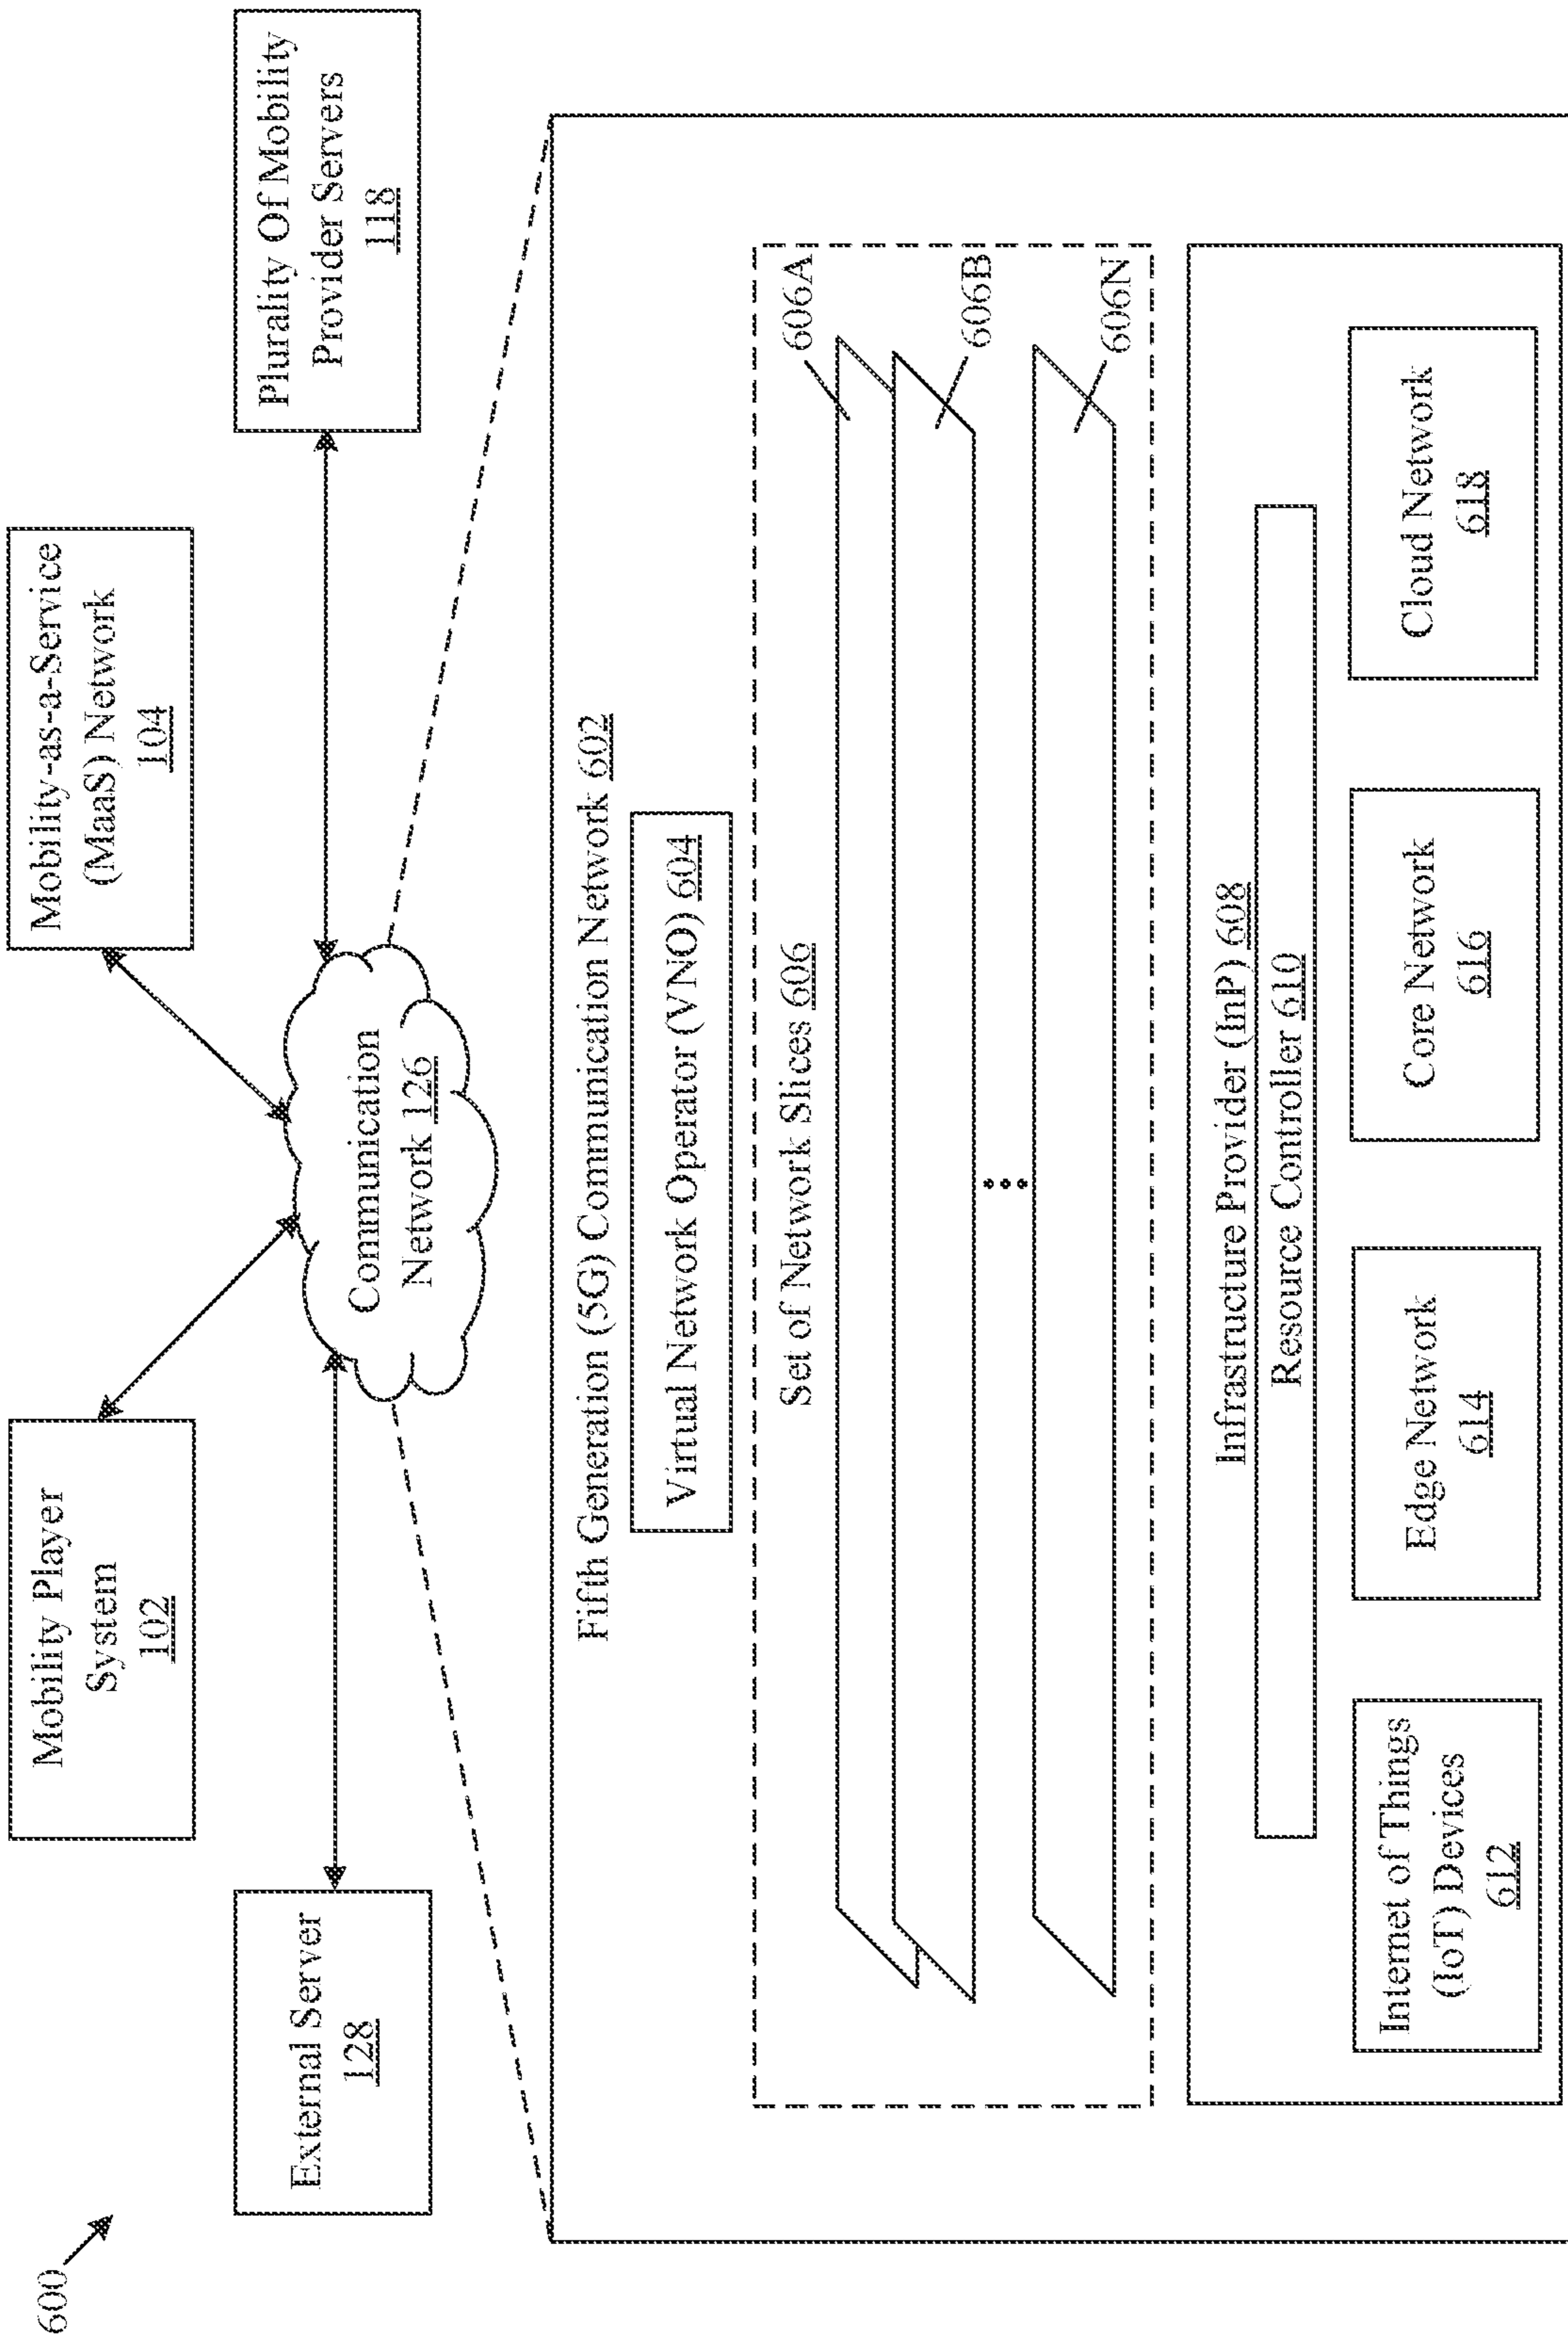 600
Mobility Player
System
102
Mobility-as-a-Service
(MaaS) Network
104
External Server
128
Communication
Network 126
Plurality Of Mobility
Provider Servers
118
Fifth Generation (5G) Communication Network 602
Virtual Network Operator (VNO) 604
Set of Network Slices 606
606A
606B
606N
Infrastructure Provider (InP) 608
Resource Controller 610
Internet of Things
(IoT) Devices
612
Edge Network
614
Core Network
616
Cloud Network
618